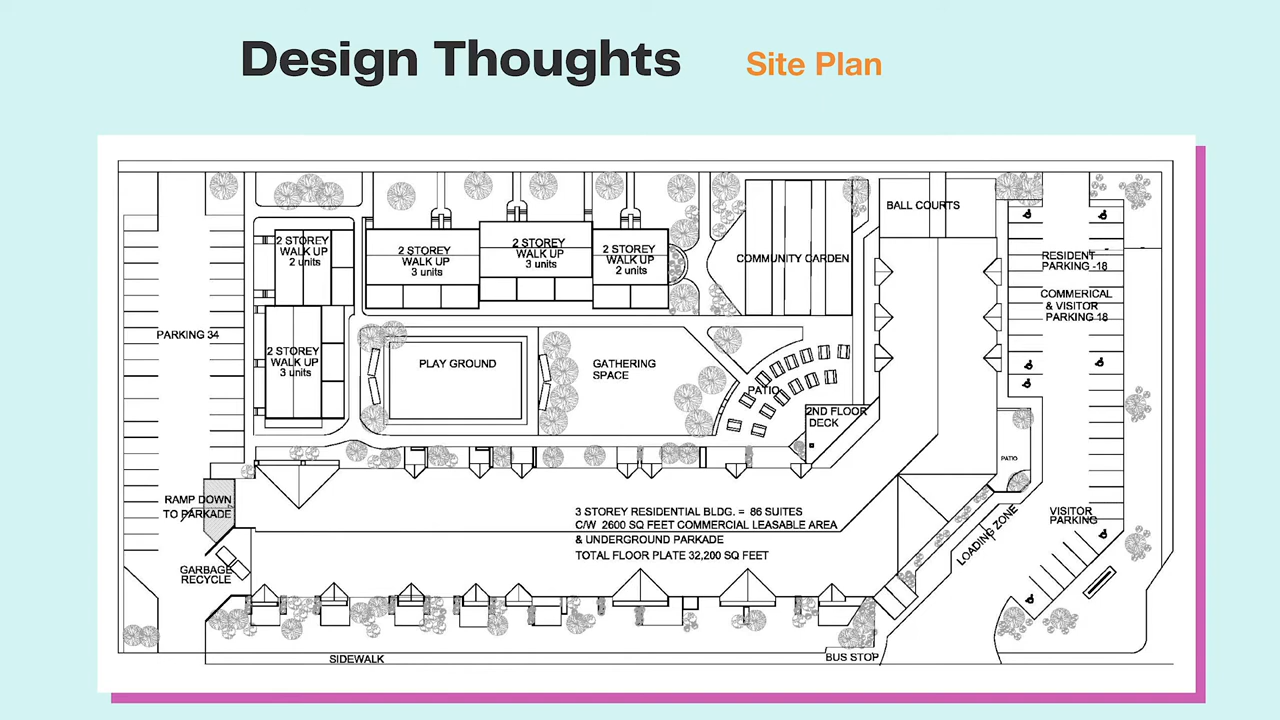 Design Thoughts
Site Plan
BALL COURTS
2 STOREY
WALK UP
2 units
2 STOREY
WALK UP
3 units
2 STOREY
WALK UP
3 units
2 STOREY
WALK UP
2 units
COMMUNITY GARDEN
RESIDENT
PARKING -18
COMMERICAL
& VISITOR
PARKING 18
PARKING 34
2 STOREY
WALK UP
3 units
PLAY GROUND
GATHERING
SPACE
PATIO
2ND FLOOR
DECK
PATIO
RAMP DOWN
TO PARKADE
3 STOREY RESIDENTIAL BLDG. = 86 SUITES
C/W 2600 SQ FEET COMMERCIAL LEASABLE AREA
& UNDERGROUND PARKADE
TOTAL FLOOR PLATE 32,200 SQ FEET
LOADING ZONE
VISITOR
PARKING
GARBAGE
RECYCLE
SIDEWALK
BUS STOP